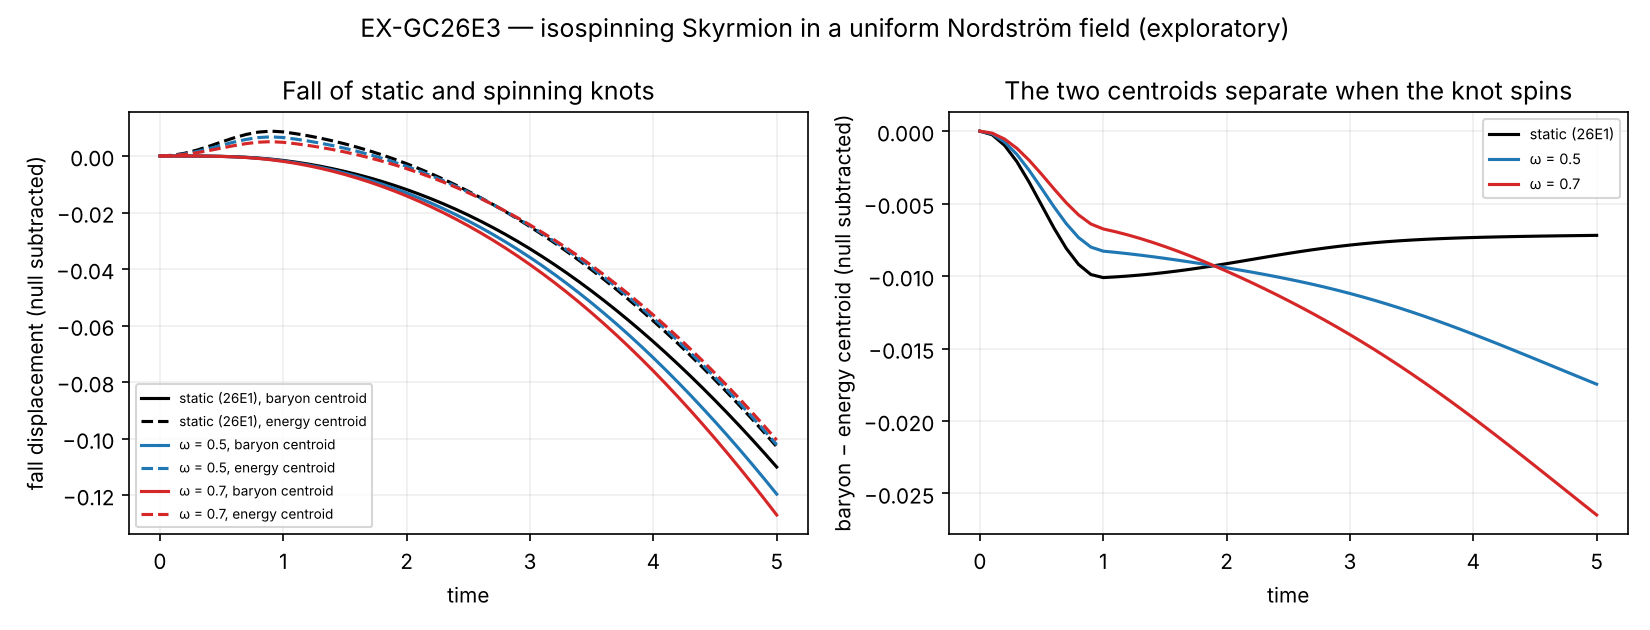 EX-GC26E3 — isospinning Skyrmion in a uniform Nordström field (exploratory)
Fall of static and spinning knots
fall displacement (null subtracted)
0.00
−0.02
−0.04
−0.06
−0.08
−0.10
−0.12
static (26E1), baryon centroid
static (26E1), energy centroid
ω = 0.5, baryon centroid
ω = 0.5, energy centroid
ω = 0.7, baryon centroid
ω = 0.7, energy centroid
0 1 2 3 4 5
time
The two centroids separate when the knot spins
baryon − energy centroid (null subtracted)
0.000
−0.005
−0.010
−0.015
−0.020
−0.025
static (26E1)
ω = 0.5
ω = 0.7
0 1 2 3 4 5
time